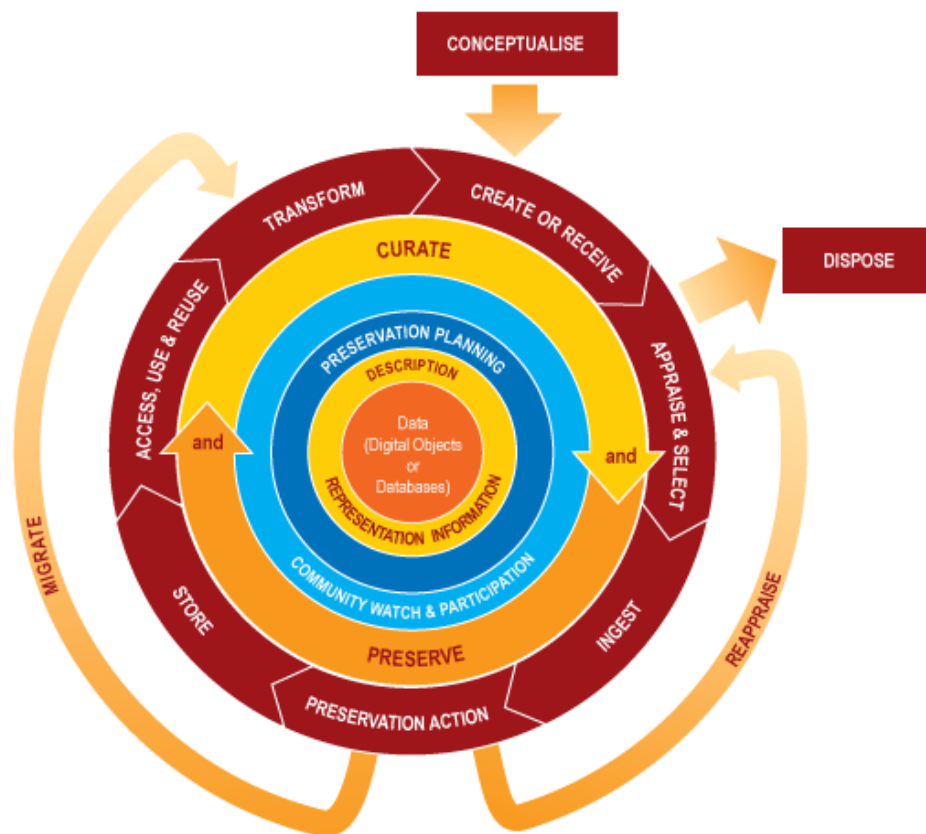 CONCEPTUALISE
TRANSFORM
CREATE OR RECEIVE
CURATE
DISPOSE
ACCESS, USE & REUSE
PRESERVATION PLANNING
DESCRIPTION
APPRAISE & SELECT
Data
(Digital Objects
or
Databases)
and
and
REPRESENTATION INFORMATION
COMMUNITY WATCH & PARTICIPATION
MIGRATE
STORE
INGEST
REAPPRAISE
PRESERVE
PRESERVATION ACTION